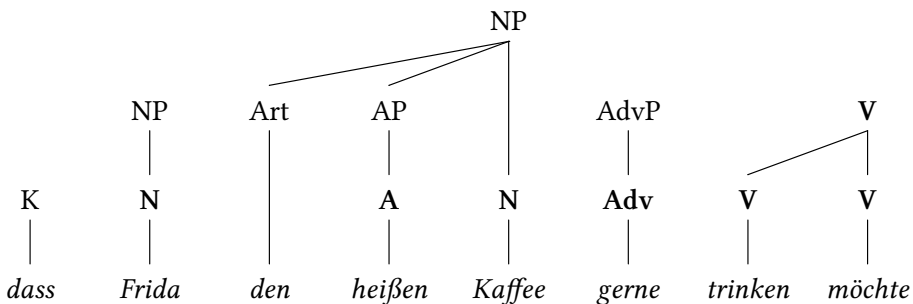 NP
NP Art AP AdvP V
K N A N Adv V V
dass Frida den heißen Kaffee gerne trinken möchte